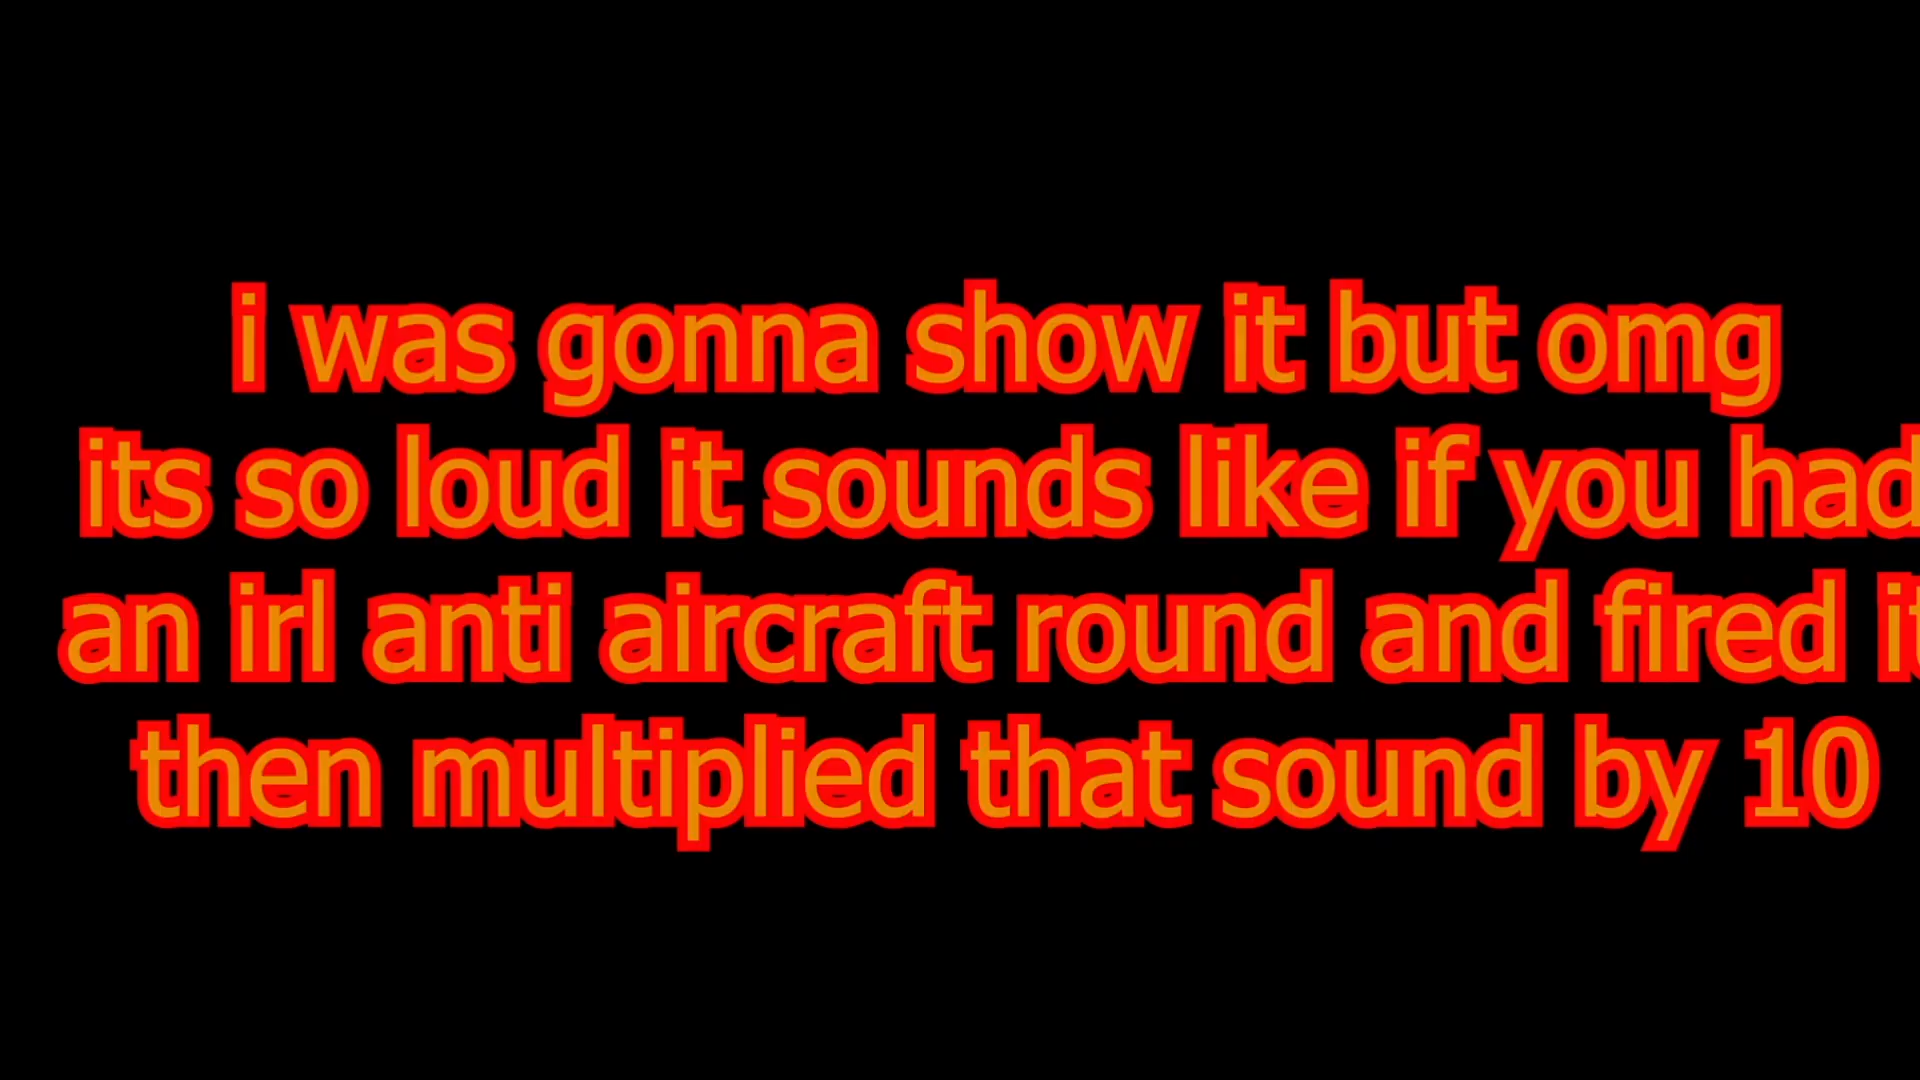 i was gonna show it but omg
its so loud it sounds like if you had
an irl anti aircraft round and fired it
then multiplied that sound by 10